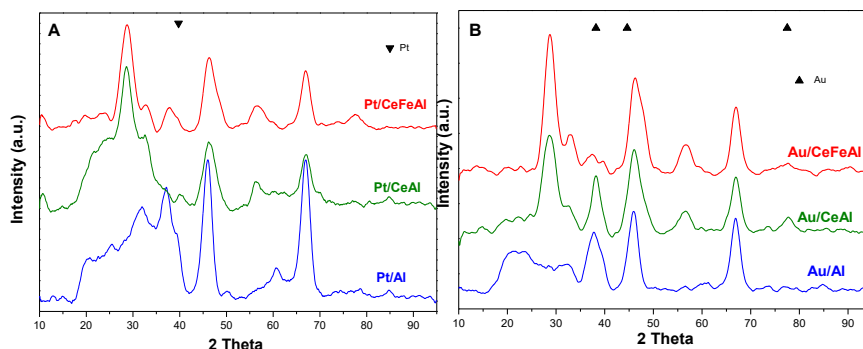 A
▼
▼ Pt
Pt/CeFeAl
Pt/CeAl
Pt/Al
Intensity (a.u.)
10 20 30 40 50 60 70 80 90
2 Theta
B
▲ ▲ ▲
▲ Au
Au/CeFeAl
Au/CeAl
Au/Al
Intensity (a.u.)
10 20 30 40 50 60 70 80 90
2 Theta